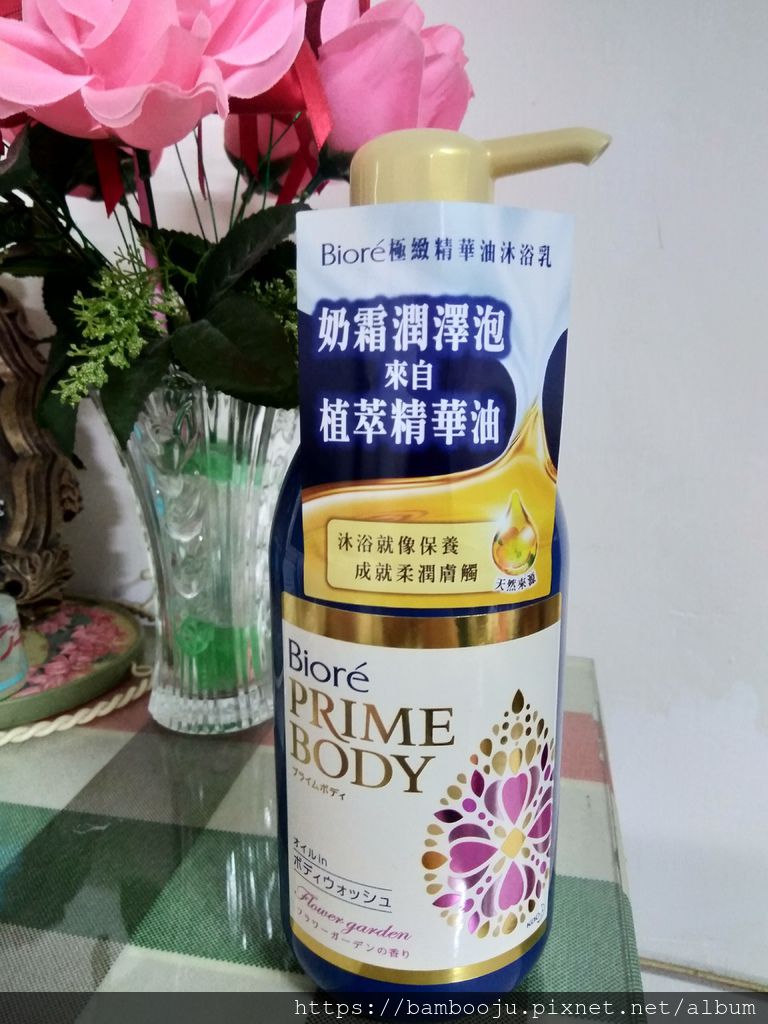 Bioré極緻精華油沐浴乳
奶霜潤澤泡
來自
植萃精華油
沐浴就像保養
成就柔潤膚觸
天然來源
Bioré
PRIME
BODY
プライムボディ
オイルin
ボディウォッシュ
Flower garden
フラワーガーデンの香り
https://bambooju.pixnet.net/album